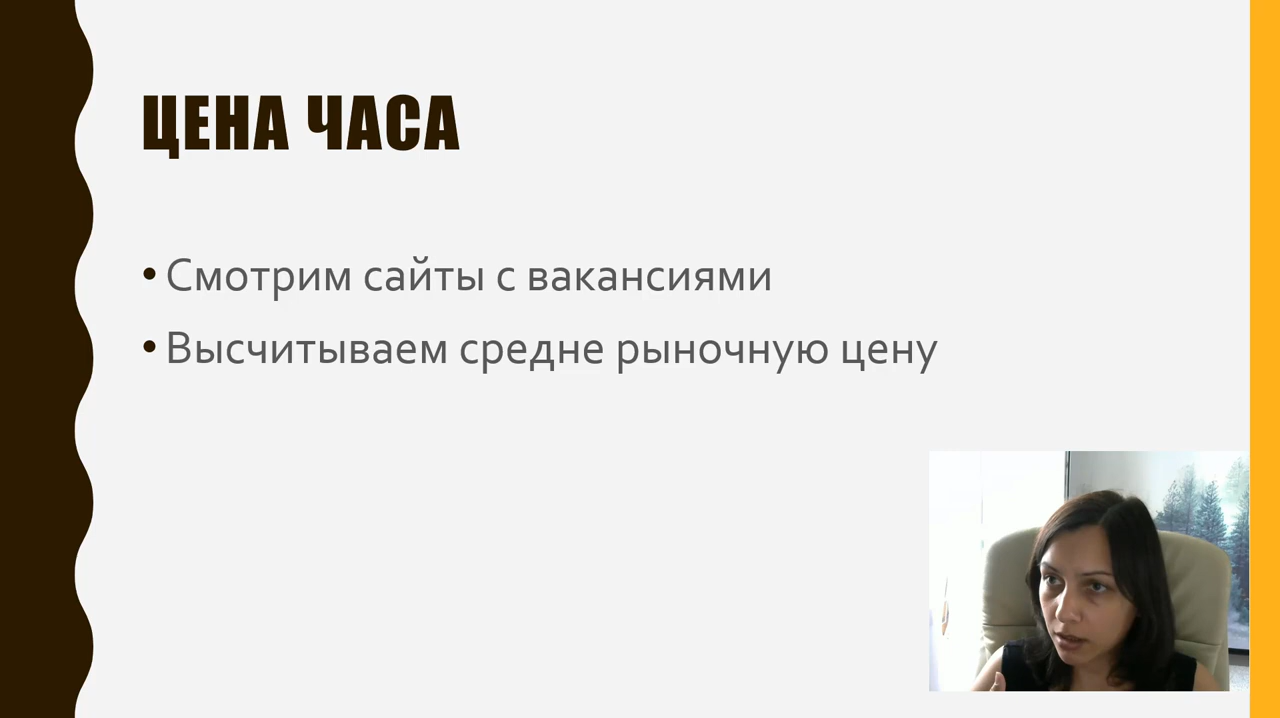 ЦЕНА ЧАСА
• Смотрим сайты с вакансиями
• Высчитываем средне рыночную цену